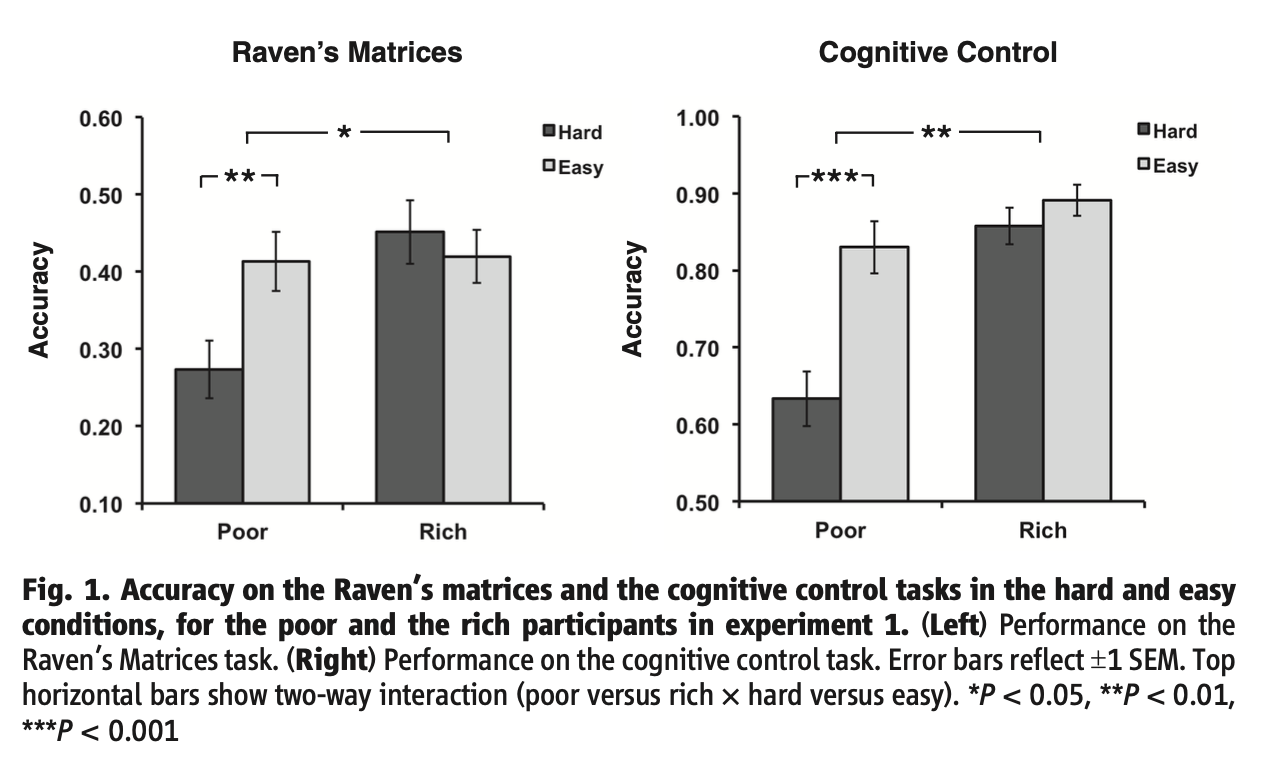 Raven's Matrices
Accuracy
0.60
0.50
0.40
0.30
0.20
0.10
*
**
Hard
Easy
Poor
Rich
Cognitive Control
Accuracy
1.00
0.90
0.80
0.70
0.60
0.50
**
***
Hard
Easy
Poor
Rich
Fig. 1. Accuracy on the Raven's matrices and the cognitive control tasks in the hard and easy
conditions, for the poor and the rich participants in experiment 1. (Left) Performance on the
Raven's Matrices task. (Right) Performance on the cognitive control task. Error bars reflect ±1 SEM. Top
horizontal bars show two-way interaction (poor versus rich × hard versus easy). *P < 0.05, **P < 0.01,
***P < 0.001